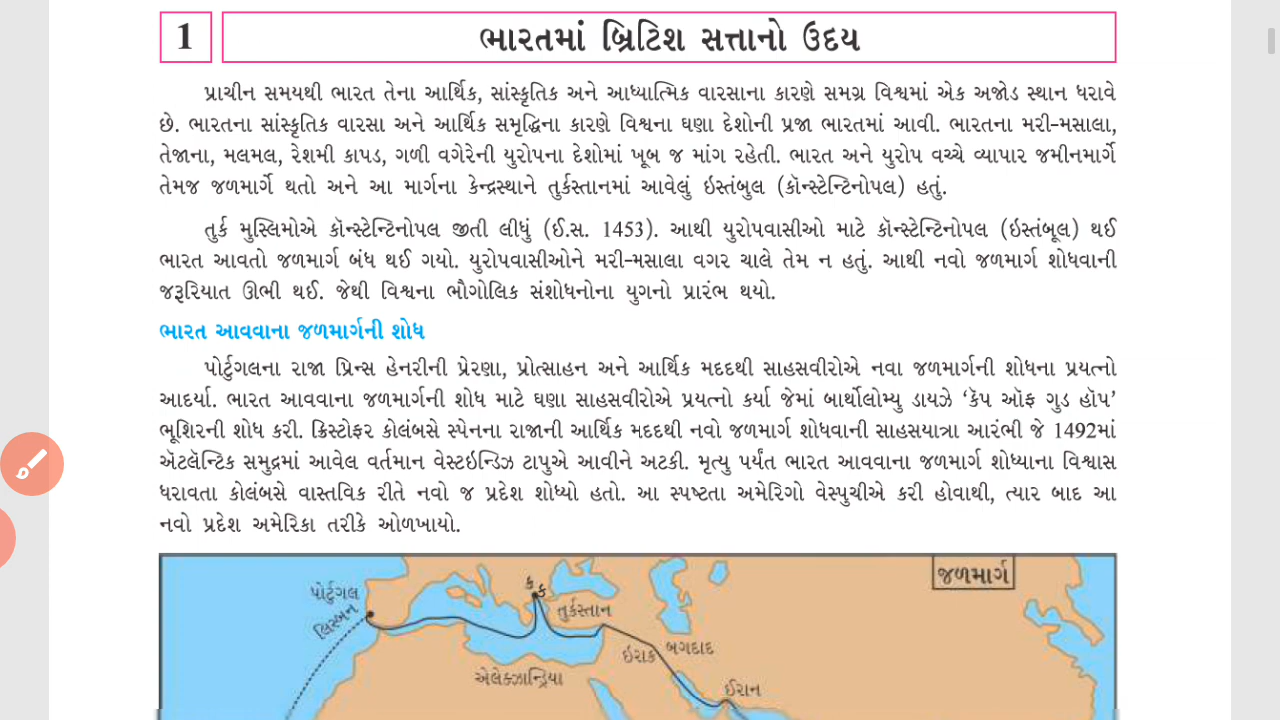 1
ભારતમાં બ્રિટિશ સત્તાનો ઉદય
પ્રાચીન સમયથી ભારત તેના આર્થિક, સાંસ્કૃતિક અને આધ્યાત્મિક વારસાના કારણે સમગ્ર વિશ્વમાં એક અજોડ સ્થાન ધરાવે
છે. ભારતના સાંસ્કૃતિક વારસા અને આર્થિક સમૃદ્ધિના કારણે વિશ્વના ઘણા દેશોની પ્રજા ભારતમાં આવી. ભારતના મરી-મસાલા,
તેજાના, મલમલ, રેશમી કાપડ, ગળી વગેરેની યુરોપના દેશોમાં ખૂબ જ માંગ રહેતી. ભારત અને યુરોપ વચ્ચે વ્યાપાર જમીનમાર્ગે
તેમજ જળમાર્ગે થતો અને આ માર્ગના કેન્દ્રસ્થાને તુર્કસ્તાનમાં આવેલું ઇસ્તંબુલ (કૉન્સ્ટેન્ટિનોપલ) હતું.
તુર્ક મુસ્લિમોએ કૉન્સ્ટેન્ટિનોપલ જીતી લીધું (ઈ.સ. 1453). આથી યુરોપવાસીઓ માટે કૉન્સ્ટેન્ટિનોપલ (ઇસ્તંબૂલ) થઈ
ભારત આવતો જળમાર્ગ બંધ થઈ ગયો. યુરોપવાસીઓને મરી-મસાલા વગર ચાલે તેમ ન હતું. આથી નવો જળમાર્ગ શોધવાની
જરૂરિયાત ઊભી થઈ. જેથી વિશ્વના ભૌગોલિક સંશોધનોના યુગનો પ્રારંભ થયો.
ભારત આવવાના જળમાર્ગની શોધ
પોર્ટુગલના રાજા પ્રિન્સ હેનરીની પ્રેરણા, પ્રોત્સાહન અને આર્થિક મદદથી સાહસવીરોએ નવા જળમાર્ગની શોધના પ્રયત્નો
આદર્યા. ભારત આવવાના જળમાર્ગની શોધ માટે ઘણા સાહસવીરોએ પ્રયત્નો કર્યા જેમાં બાર્થોલોમ્યુ ડાયઝે ‘કૅપ ઑફ ગુડ હૉપ’
ભૂશિરની શોધ કરી. ક્રિસ્ટોફર કોલંબસે સ્પેનના રાજાની આર્થિક મદદથી નવો જળમાર્ગ શોધવાની સાહસયાત્રા આરંભી જે 1492માં
ઍટલૅન્ટિક સમુદ્રમાં આવેલ વર્તમાન વેસ્ટઇન્ડિઝ ટાપુએ આવીને અટકી. મૃત્યુ પર્યંત ભારત આવવાના જળમાર્ગ શોધ્યાના વિશ્વાસ
ધરાવતા કોલંબસે વાસ્તવિક રીતે નવો જ પ્રદેશ શોધ્યો હતો. આ સ્પષ્ટતા અમેરિગો વેસ્પુચીએ કરી હોવાથી, ત્યાર બાદ આ
નવો પ્રદેશ અમેરિકા તરીકે ઓળખાયો.
જળમાર્ગ
પોર્ટુગલ
લિસ્બન
તુર્કસ્તાન
ઇરાક
બગદાદ
એલેક્ઝાન્ડ્રિયા
ઈરાન